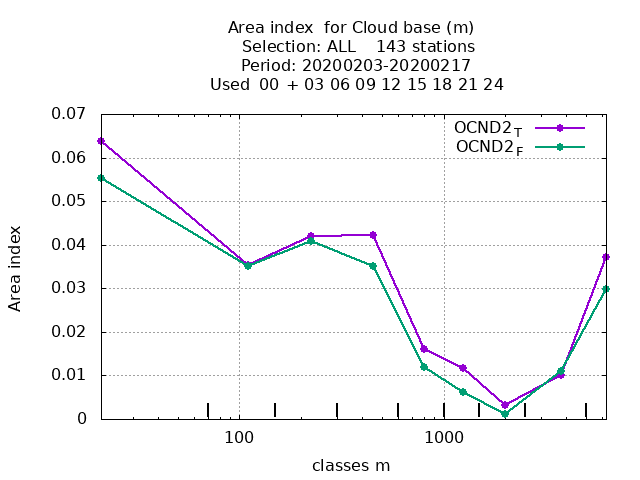 Area index  for Cloud base (m)
Selection: ALL    143 stations
Period: 20200203-20200217
Used  00 + 03 06 09 12 15 18 21 24
0.07
0.06
0.05
0.04
0.03
0.02
0.01
0
Area index
OCND2T
OCND2F
100
1000
classes m